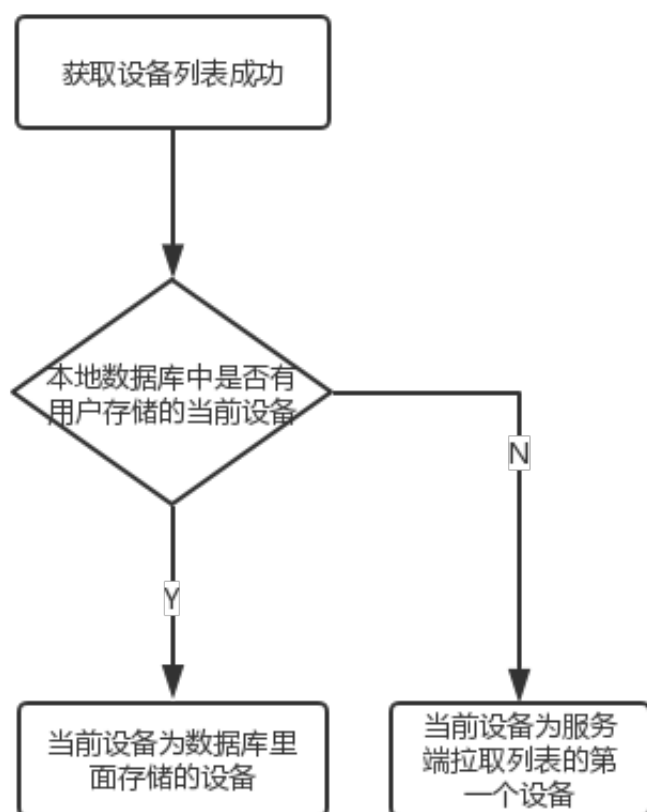 获取设备列表成功
本地数据库中是否有
用户存储的当前设备
N
Y
当前设备为数据库里
面存储的设备
当前设备为服务
端拉取列表的第
一个设备